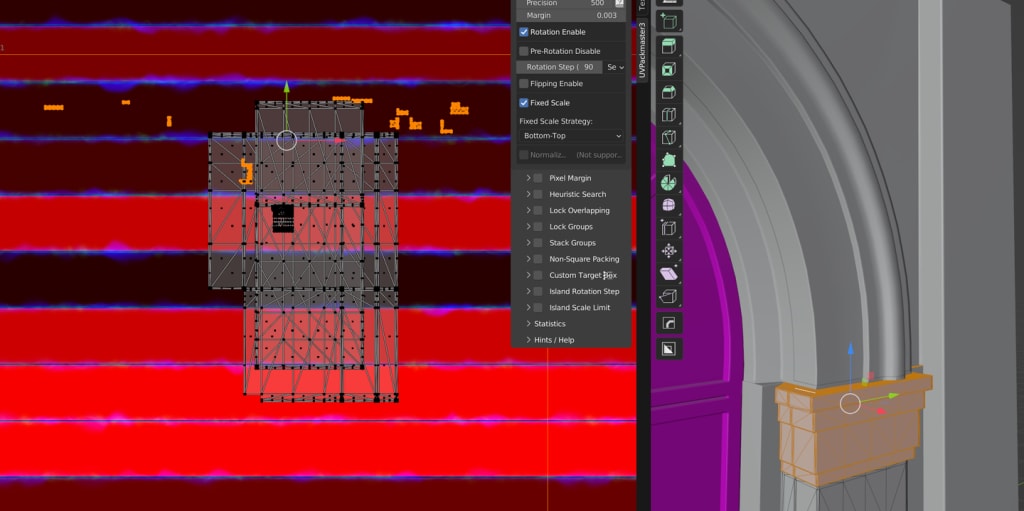 Precision 500
Margin 0.003
Rotation Enable
Pre-Rotation Disable
Rotation Step ( 90 Se
Flipping Enable
Fixed Scale
Fixed Scale Strategy:
Bottom-Top
Normaliz.. (Not suppor..
Pixel Margin
Heuristic Search
Lock Overlapping
Lock Groups
Stack Groups
Non-Square Packing
Custom Target Box
Island Rotation Step
Island Scale Limit
Statistics
Hints / Help
UVPackmaster3
1